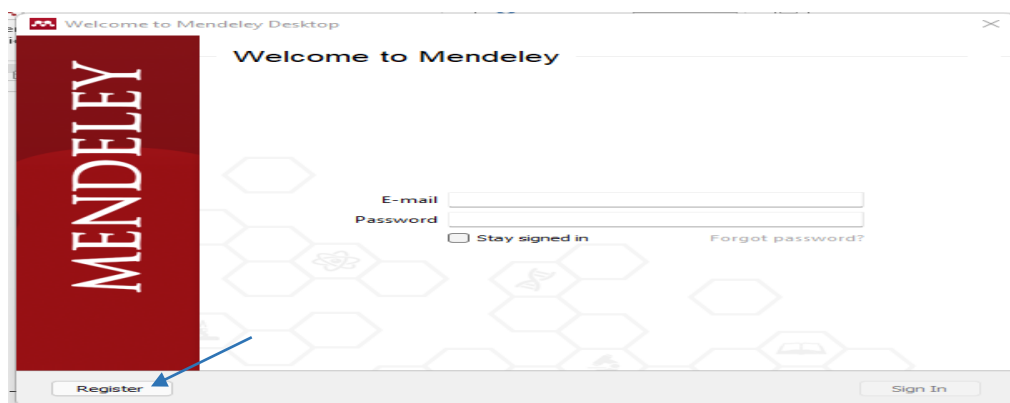 Welcome to Mendeley Desktop
Welcome to Mendeley
MENDELEY
E-mail
Password
Stay signed in Forgot password?
Register Sign In